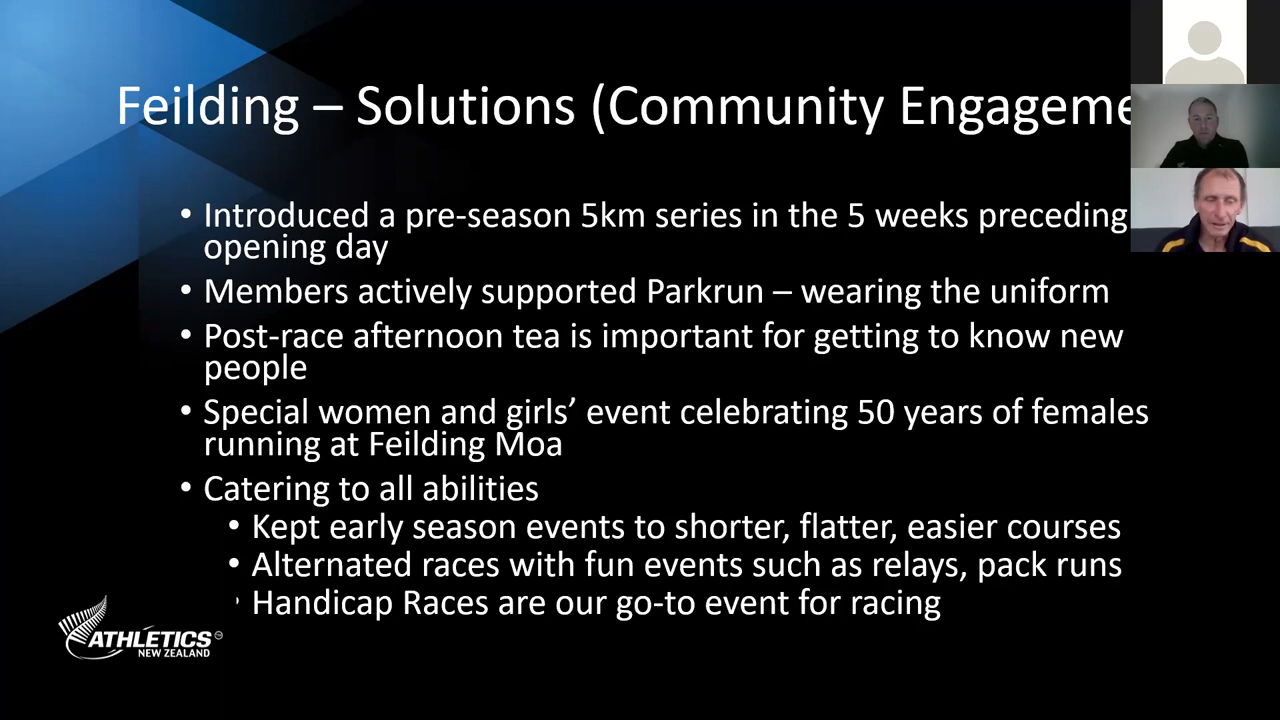 Feilding – Solutions (Community Engageme
• Introduced a pre-season 5km series in the 5 weeks preceding
opening day
• Members actively supported Parkrun – wearing the uniform
• Post-race afternoon tea is important for getting to know new
people
• Special women and girls’ event celebrating 50 years of females
running at Feilding Moa
• Catering to all abilities
• Kept early season events to shorter, flatter, easier courses
• Alternated races with fun events such as relays, pack runs
• Handicap Races are our go-to event for racing
ATHLETICS
NEW ZEALAND